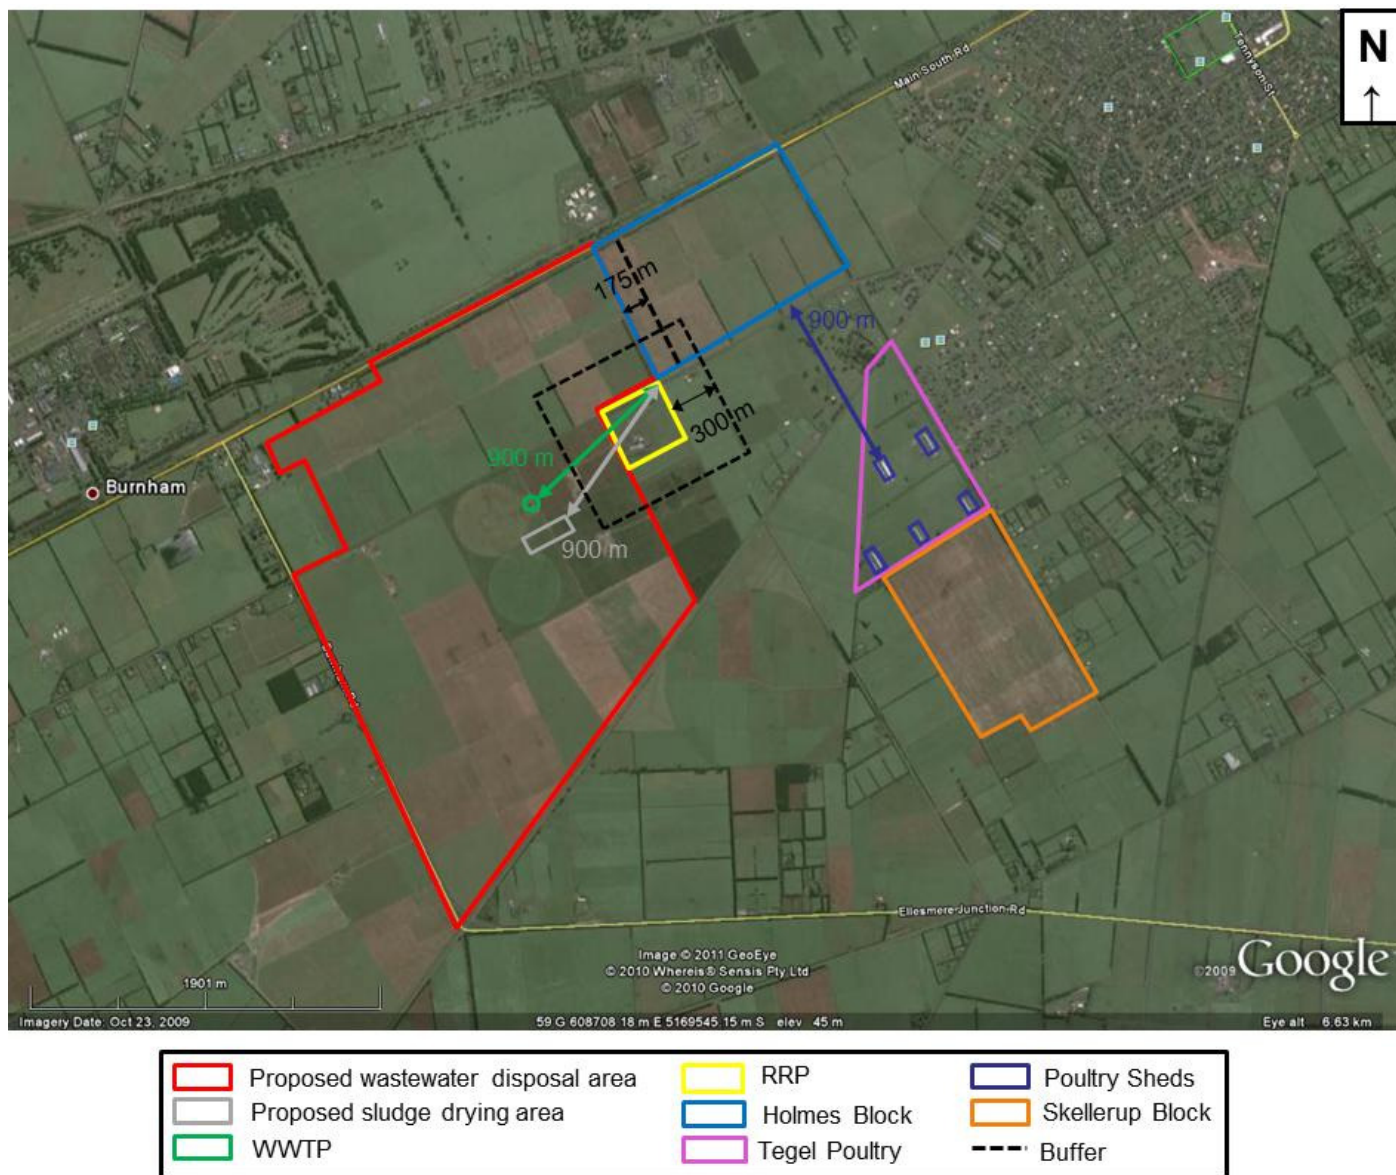 N
↑
Main South Rd
Tennyson St
175 m
900 m
300 m
900 m
Burnham
900 m
Ellesmere Junction Rd
Image © 2011 GeoEye
© 2010 Whereis® Sensis Pty Ltd
© 2010 Google
©2009 Google
1901 m
Imagery Date: Oct 23, 2009
59 G 608708.18 m E 5169545.15 m S elev 45 m
Eye alt 6.63 km
Proposed wastewater disposal area
RRP
Poultry Sheds
Proposed sludge drying area
Holmes Block
Skellerup Block
WWTP
Tegel Poultry
Buffer